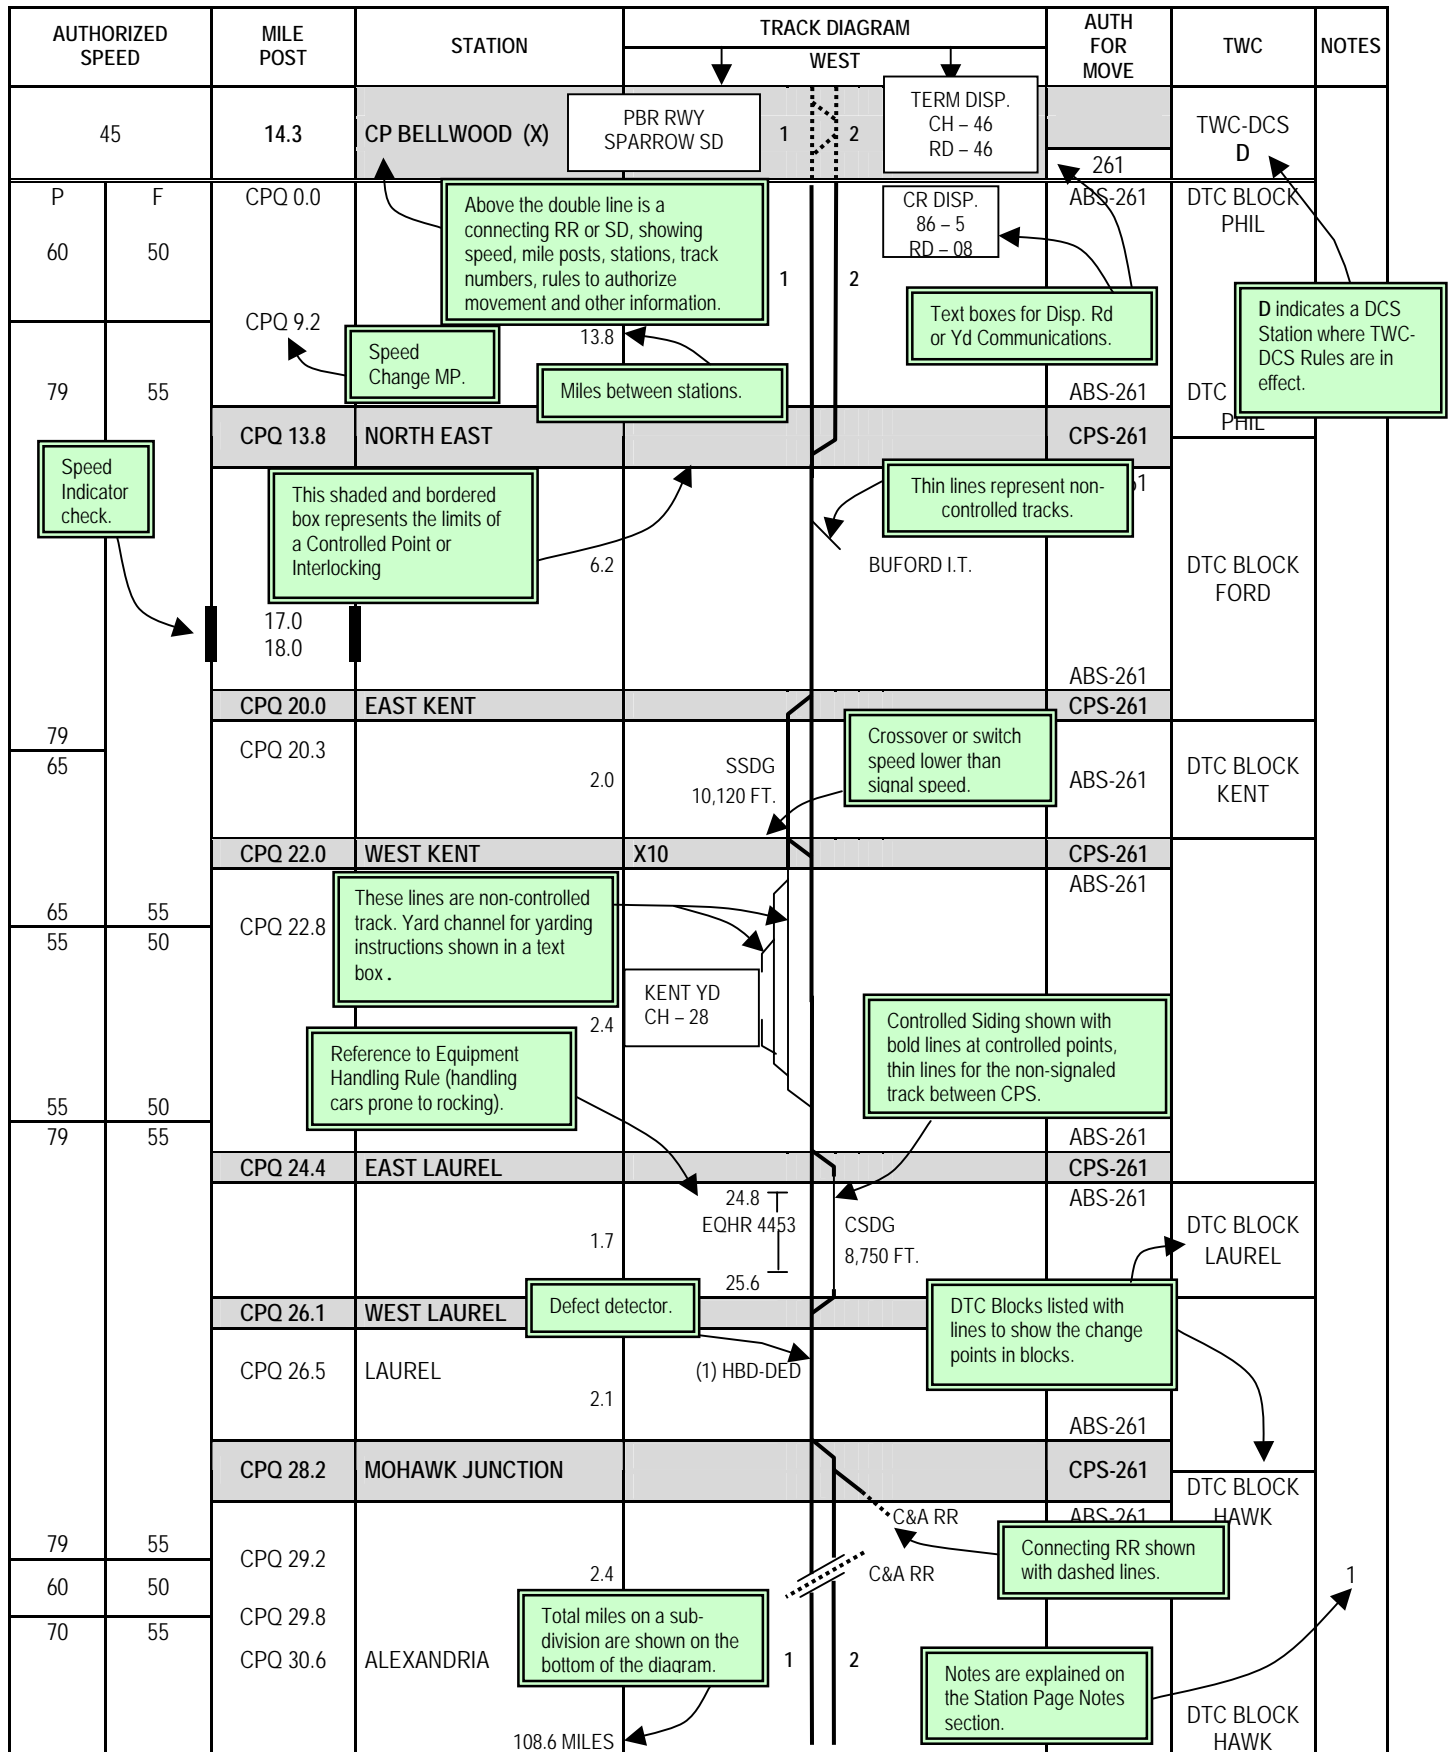 AUTHORIZED
SPEED
MILE
POST
STATION
TRACK DIAGRAM
WEST
AUTH
FOR
MOVE
TWC
NOTES
45
14.3
CP BELLWOOD (X)
PBR RWY
SPARROW SD
1
2
TERM DISP.
CH – 46
RD – 46
261
TWC-DCS
D
P
F
CPQ 0.0
60
50
Above the double line is a
connecting RR or SD, showing
speed, mile posts, stations, track
numbers, rules to authorize
movement and other information.
1
2
CR DISP.
86 – 5
RD – 08
ABS-261
DTC BLOCK
PHIL
Text boxes for Disp. Rd
or Yd Communications.
D indicates a DCS
Station where TWC-
DCS Rules are in
effect.
CPQ 9.2
Speed
Change MP.
13.8
Miles between stations.
79
55
ABS-261
DTC
PHIL
CPQ 13.8
NORTH EAST
CPS-261
Speed
Indicator
check.
This shaded and bordered
box represents the limits of
a Controlled Point or
Interlocking
Thin lines represent non-
controlled tracks.
1
6.2
BUFORD I.T.
DTC BLOCK
FORD
17.0
18.0
ABS-261
CPQ 20.0
EAST KENT
CPS-261
79
65
CPQ 20.3
2.0
SSDG
10,120 FT.
Crossover or switch
speed lower than
signal speed.
ABS-261
DTC BLOCK
KENT
CPQ 22.0
WEST KENT
X10
CPS-261
ABS-261
65
55
55
50
CPQ 22.8
These lines are non-controlled
track. Yard channel for yarding
instructions shown in a text
box.
KENT YD
CH – 28
2.4
Controlled Siding shown with
bold lines at controlled points,
thin lines for the non-signaled
track between CPS.
Reference to Equipment
Handling Rule (handling
cars prone to rocking).
55
50
79
55
ABS-261
CPQ 24.4
EAST LAUREL
CPS-261
ABS-261
24.8
EQHR 4453
1.7
25.6
CSDG
8,750 FT.
DTC BLOCK
LAUREL
CPQ 26.1
WEST LAUREL
Defect detector.
DTC Blocks listed with
lines to show the change
points in blocks.
CPQ 26.5
LAUREL
(1) HBD-DED
2.1
ABS-261
CPQ 28.2
MOHAWK JUNCTION
CPS-261
DTC BLOCK
HAWK
C&A RR
ABS-261
79
55
CPQ 29.2
60
50
2.4
C&A RR
Connecting RR shown
with dashed lines.
1
CPQ 29.8
70
55
Total miles on a sub-
division are shown on the
bottom of the diagram.
CPQ 30.6
ALEXANDRIA
1
2
Notes are explained on
the Station Page Notes
section.
108.6 MILES
DTC BLOCK
HAWK